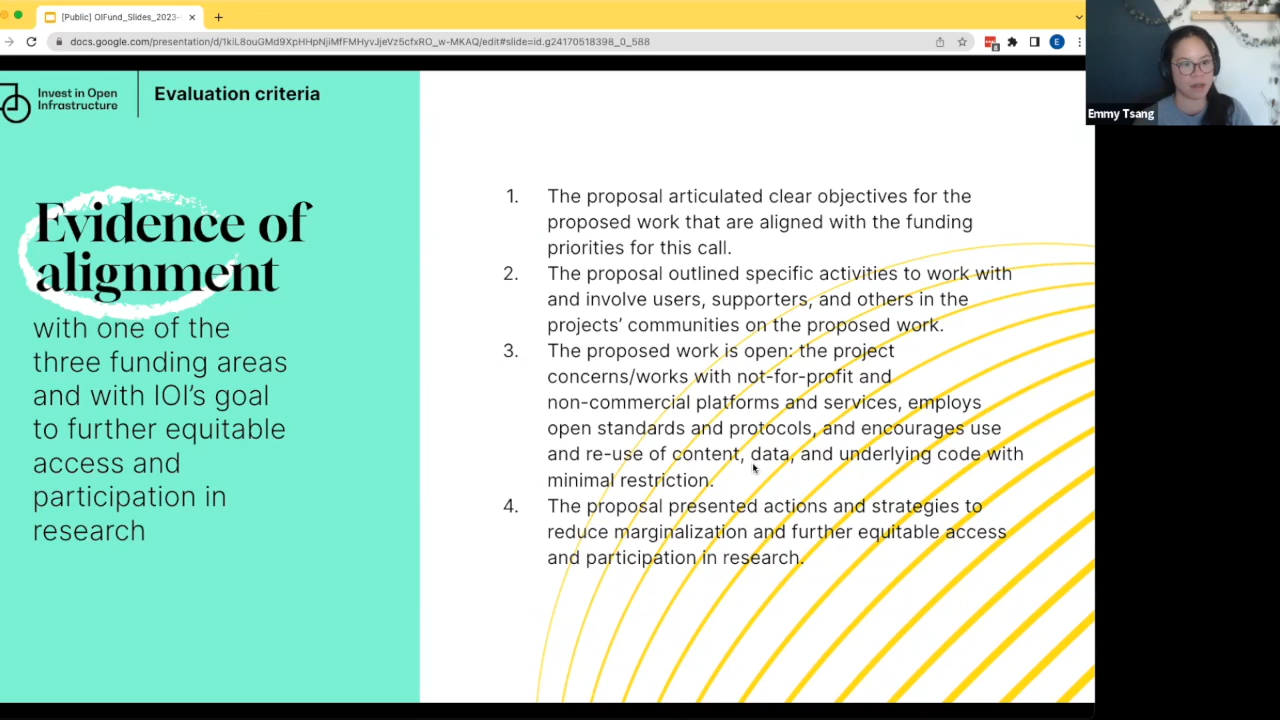 [Public] OIFund_Slides_2023-
docs.google.com/presentation/d/1kiL8ouGMd9XpHHpNjiMfFMHyvJjeVz5cfxRO_w-MKAQ/edit#slide=id.g24170518398_0_588
E
Emmy Tsang
Invest in Open
Infrastructure
Evaluation criteria
Evidence of
alignment
with one of the
three funding areas
and with IOI’s goal
to further equitable
access and
participation in
research
1. The proposal articulated clear objectives for the
proposed work that are aligned with the funding
priorities for this call.
2. The proposal outlined specific activities to work with
and involve users, supporters, and others in the
projects’ communities on the proposed work.
3. The proposed work is open: the project
concerns/works with not-for-profit and
non-commercial platforms and services, employs
open standards and protocols, and encourages use
and re-use of content, data, and underlying code with
minimal restriction.
4. The proposal presented actions and strategies to
reduce marginalization and further equitable access
and participation in research.